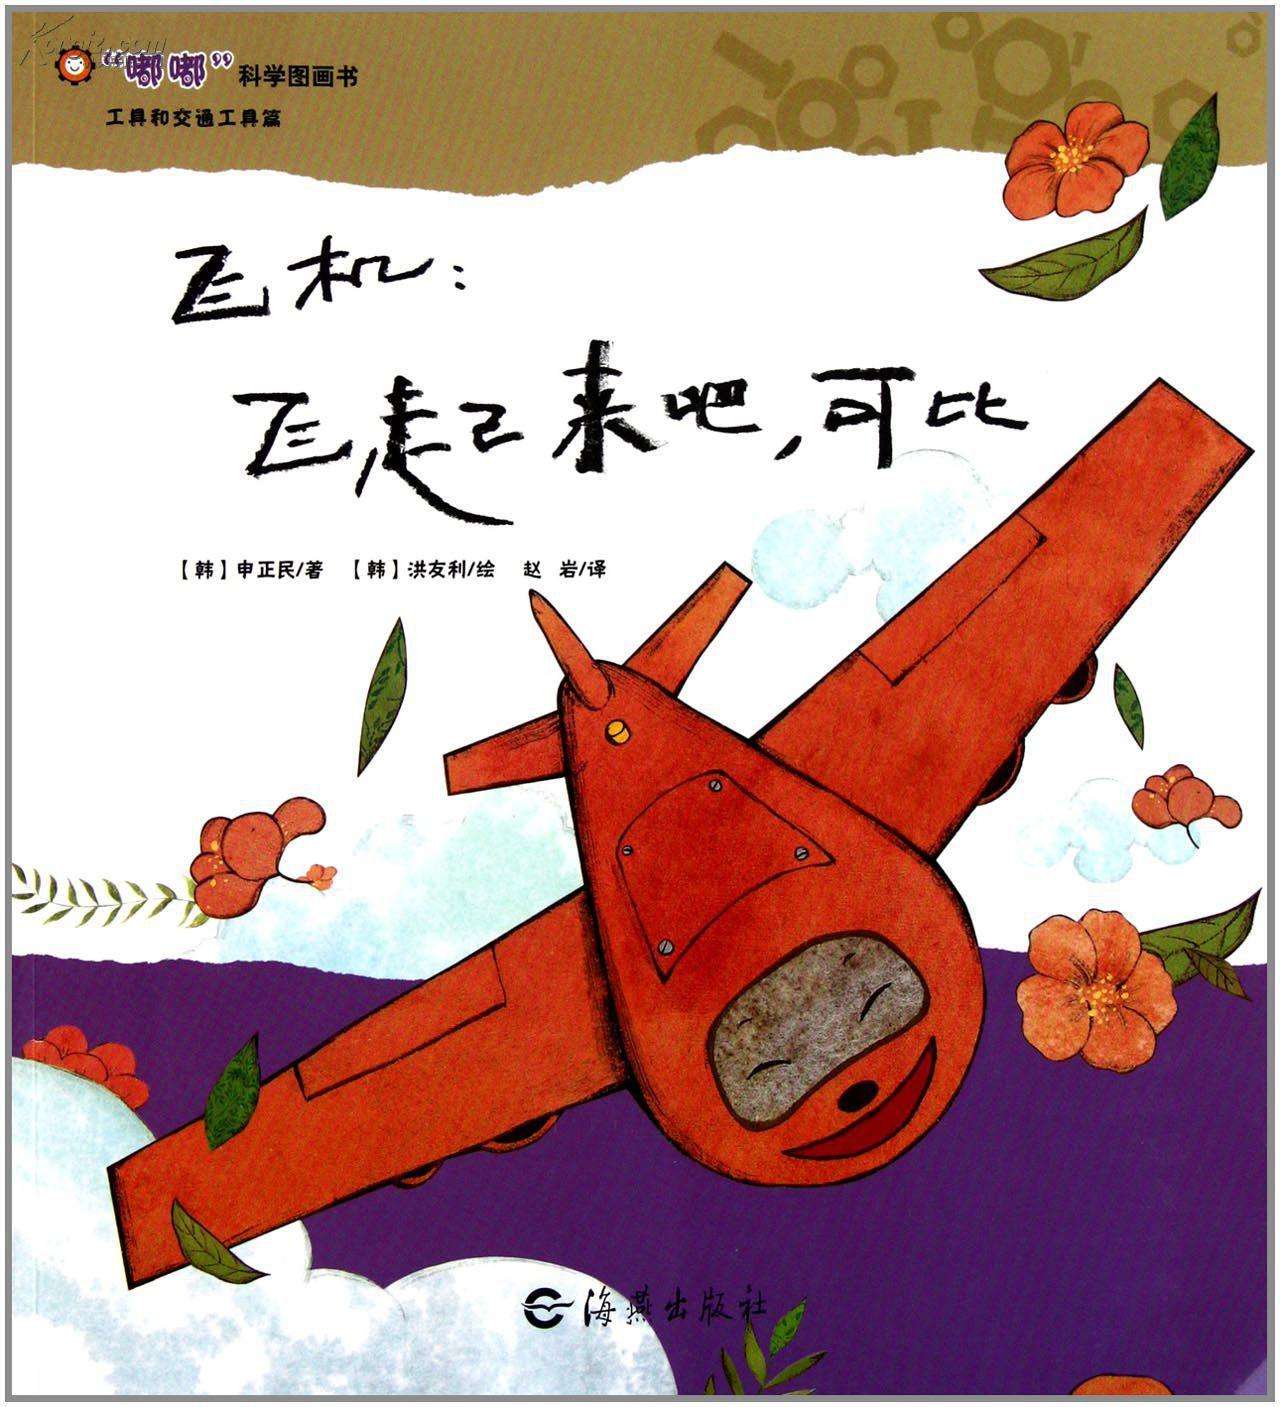 “嘟嘟”科学图画书
工具和交通工具篇
飞机:
飞起来吧,可比
【韩】申正民/著 【韩】洪友利/绘 赵 岩/译
海燕出版社